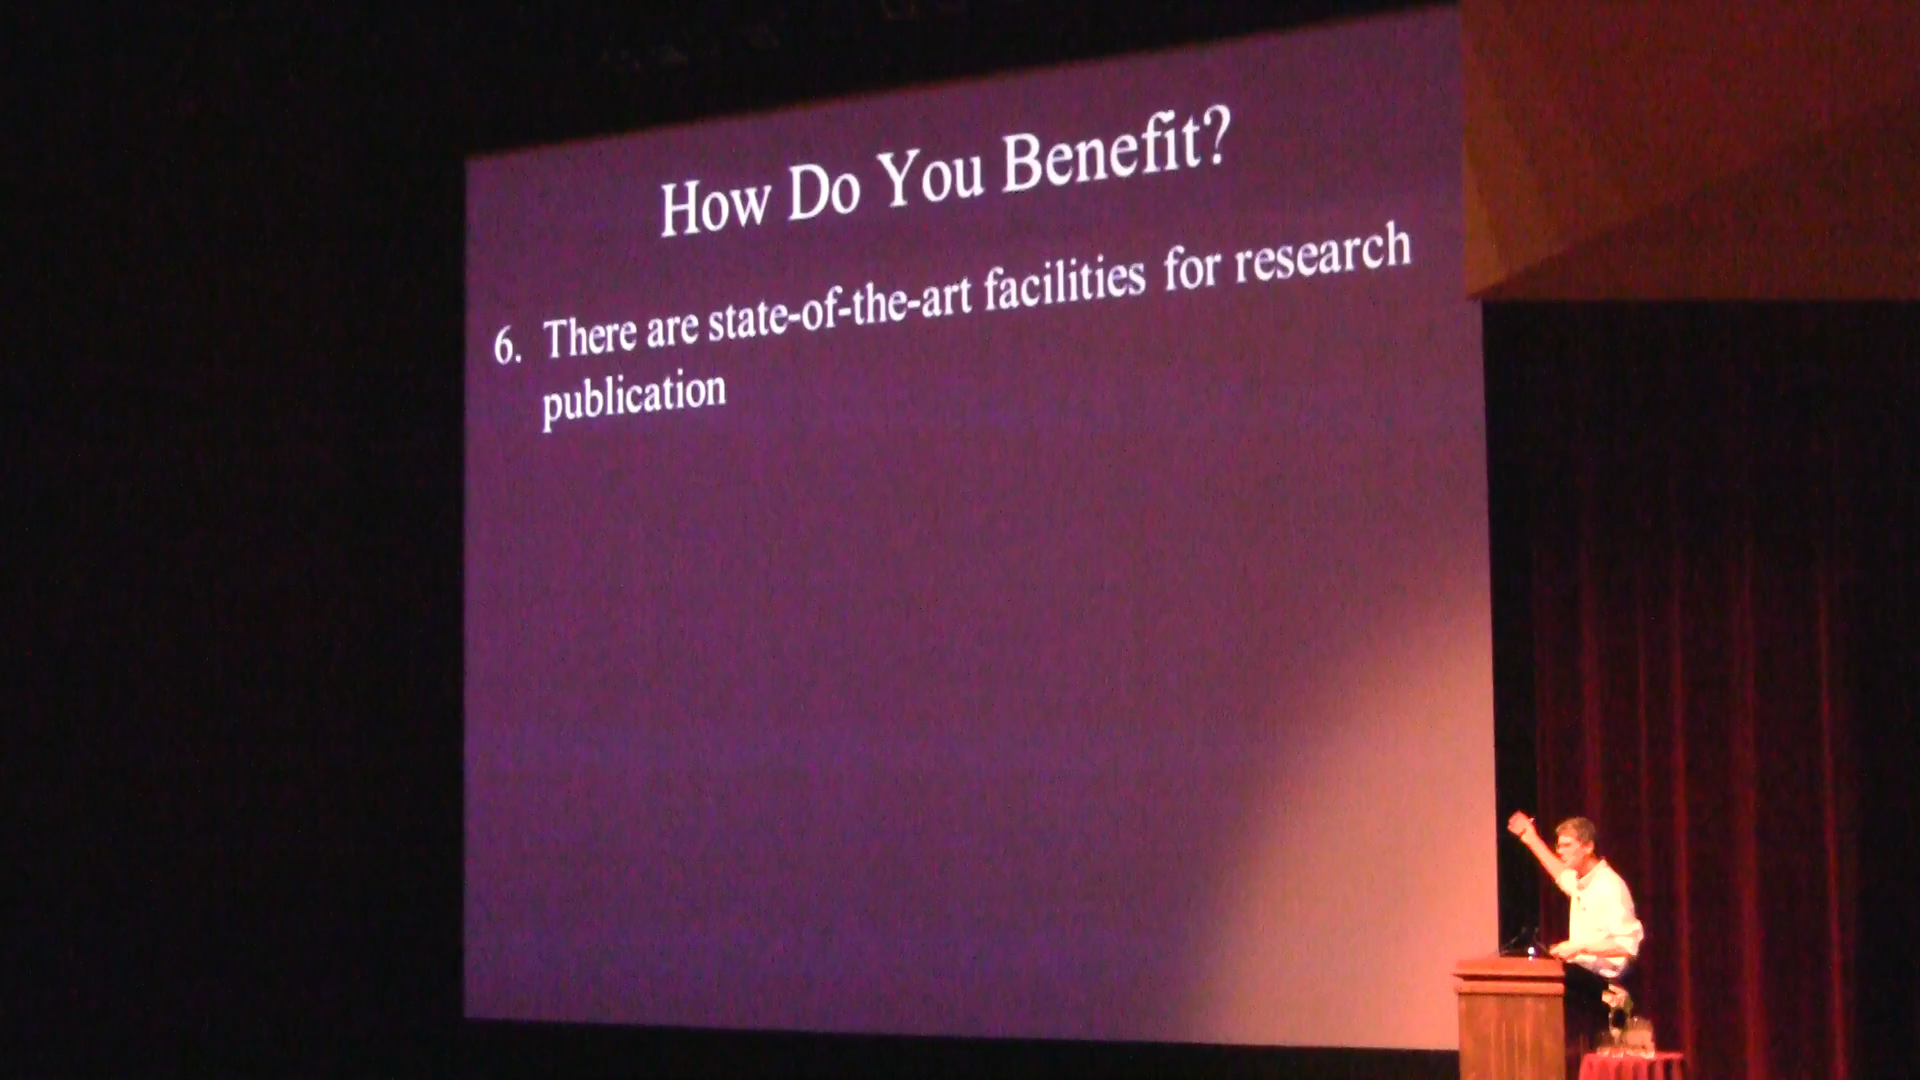 How Do You Benefit?
6. There are state-of-the-art facilities for research
publication